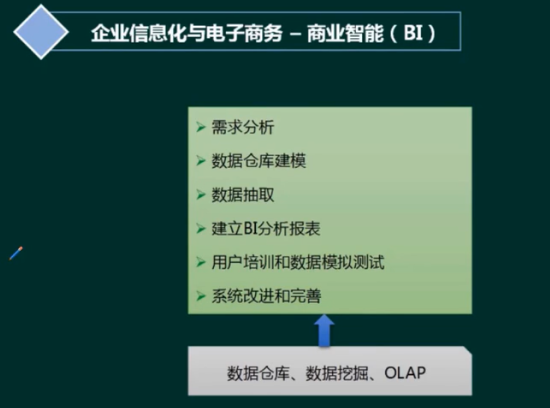 企业信息化与电子商务 – 商业智能（BI）
需求分析
数据仓库建模
数据抽取
建立BI分析报表
用户培训和数据模拟测试
系统改进和完善
数据仓库、数据挖掘、OLAP